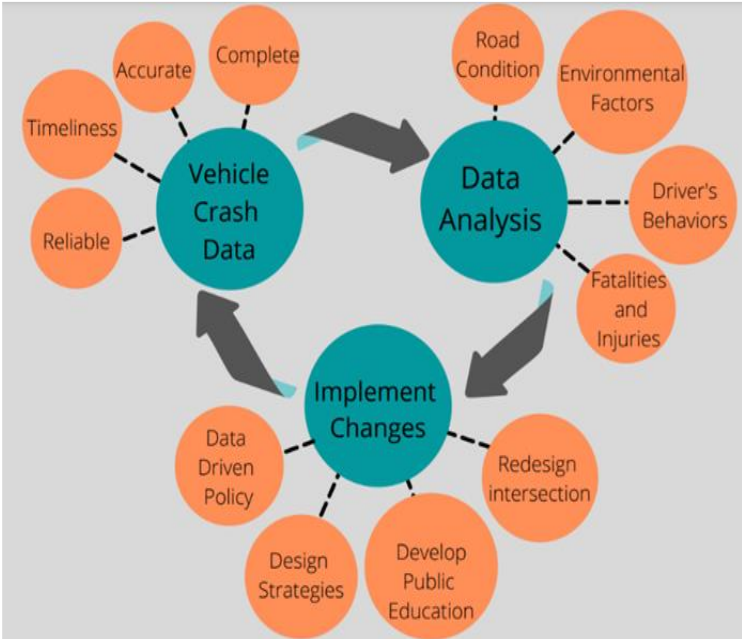 Complete
Accurate
Timeliness
Reliable
Vehicle
Crash
Data
Road
Condition
Environmental
Factors
Driver's
Behaviors
Fatalities
and
Injuries
Data
Analysis
Implement
Changes
Data
Driven
Policy
Design
Strategies
Develop
Public
Education
Redesign
intersection